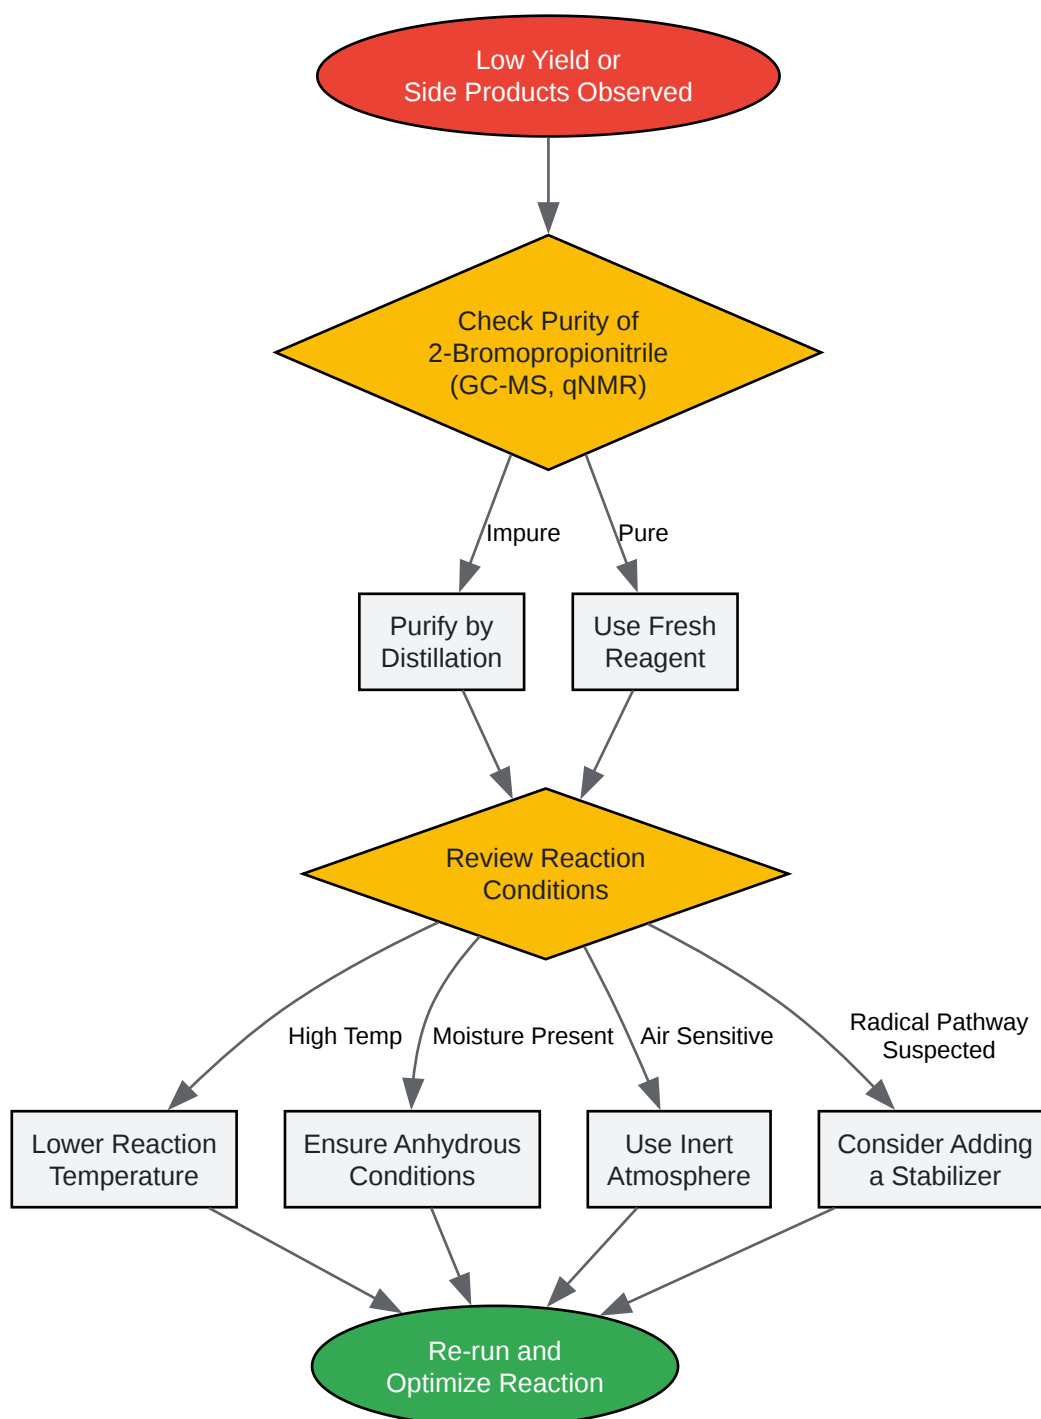 Low Yield or
Side Products Observed
Check Purity of
2-Bromopropionitrile
(GC-MS, qNMR)
Impure
Pure
Purify by
Distillation
Use Fresh
Reagent
Review Reaction
Conditions
High Temp
Moisture Present
Air Sensitive
Radical Pathway
Suspected
Lower Reaction
Temperature
Ensure Anhydrous
Conditions
Use Inert
Atmosphere
Consider Adding
a Stabilizer
Re-run and
Optimize Reaction